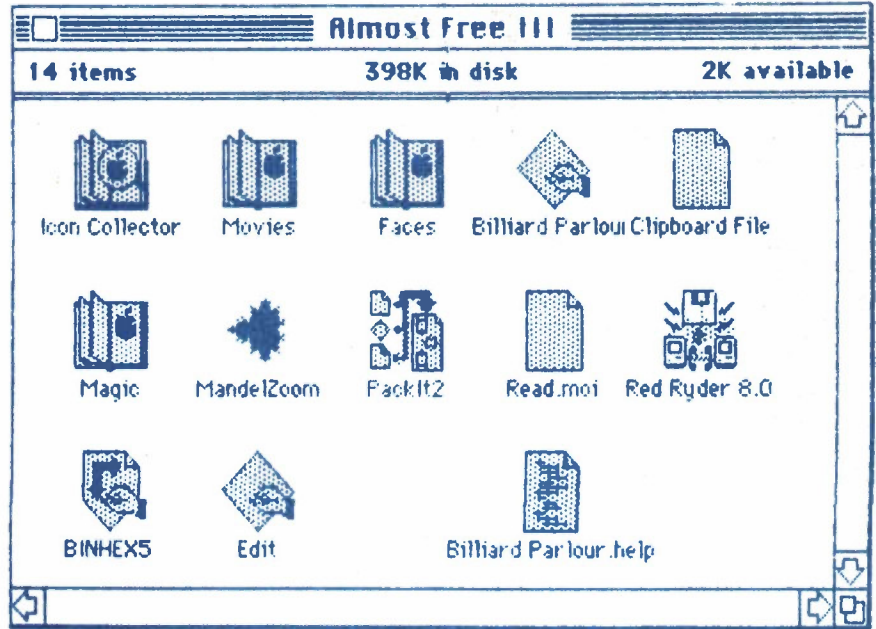 Almost Free III
14 items 398K in disk 2K available
Icon Collector Movies Faces Billiard Parlour Clipboard File
Magic MandelZoom PackIt2 Read.moi Red Ryder 8.0
BINHEX5 Edit Billiard Parlour.help